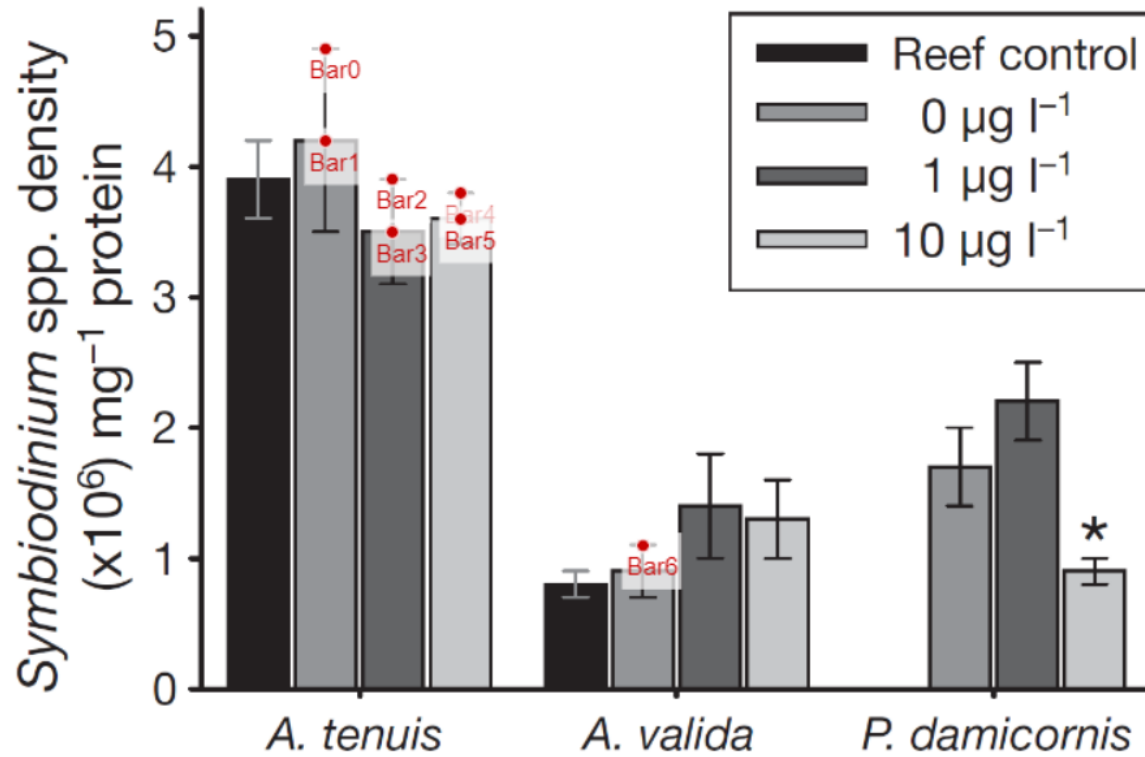 Symbiodinium spp. density
(x10⁶) mg⁻¹ protein
5
4
3
2
1
0
Bar0
Bar1
Bar2
Bar3
Bar4
Bar5
Bar6
*
Reef control
0 µg l⁻¹
1 µg l⁻¹
10 µg l⁻¹
A. tenuis
A. valida
P. damicornis